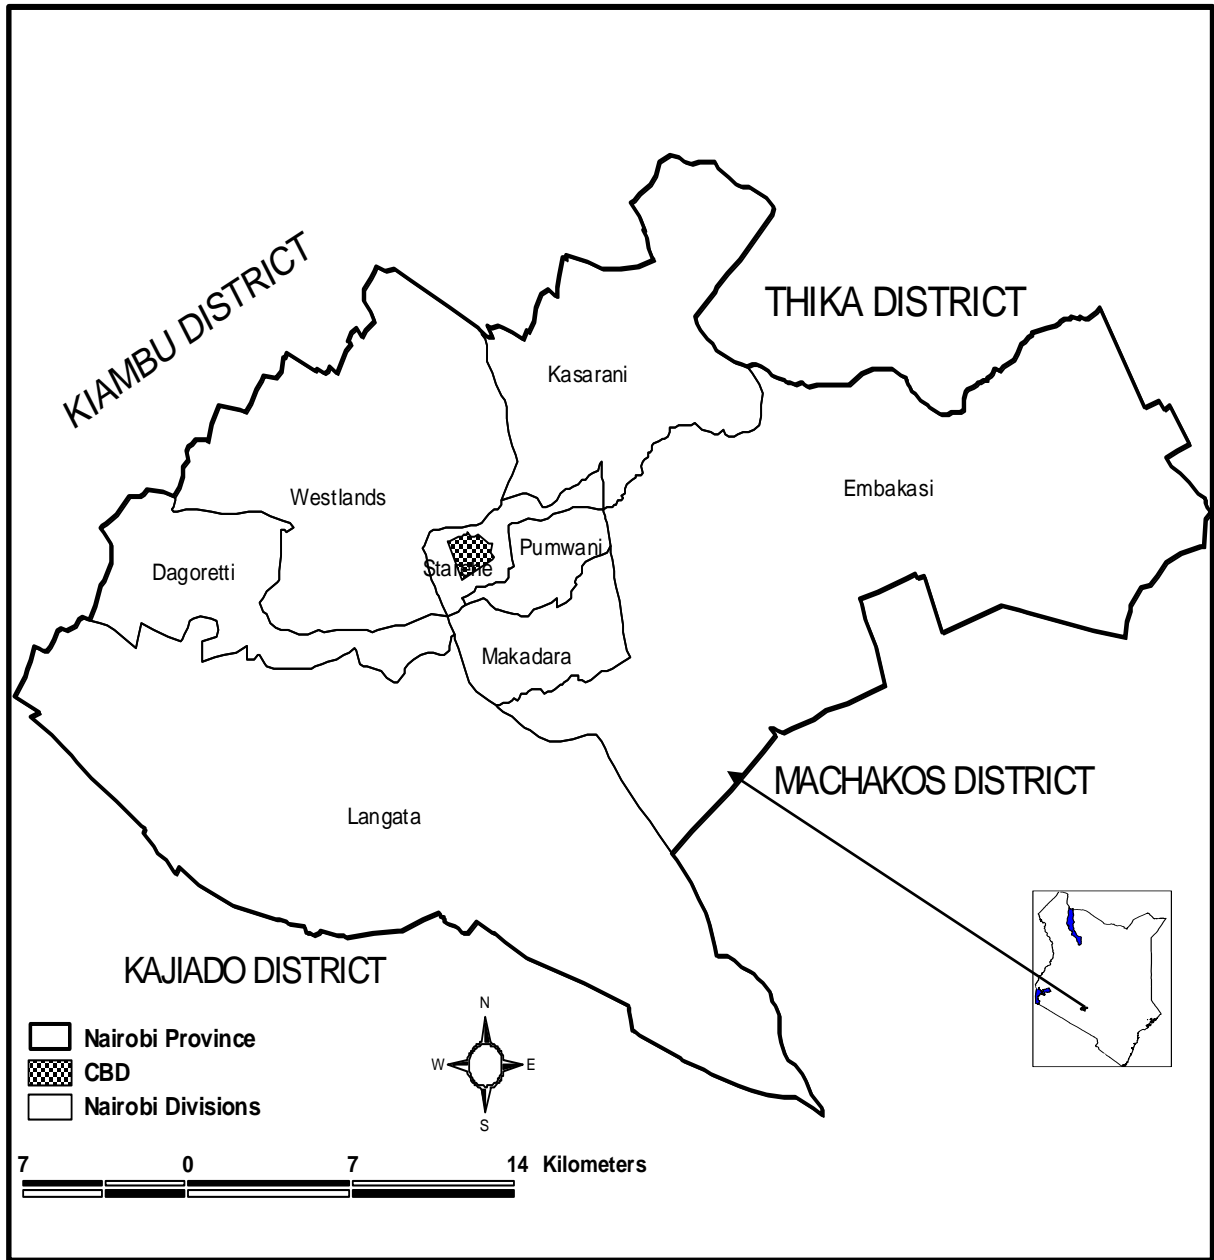 KIAMBU DISTRICT
THIKA DISTRICT
Kasarani
Westlands
Embakasi
Pumwani
Starehe
Dagoretti
Makadara
MACHAKOS DISTRICT
Langata
KAJIADO DISTRICT
N
W E
S
Nairobi Province
CBD
Nairobi Divisions
7 0 7 14 Kilometers